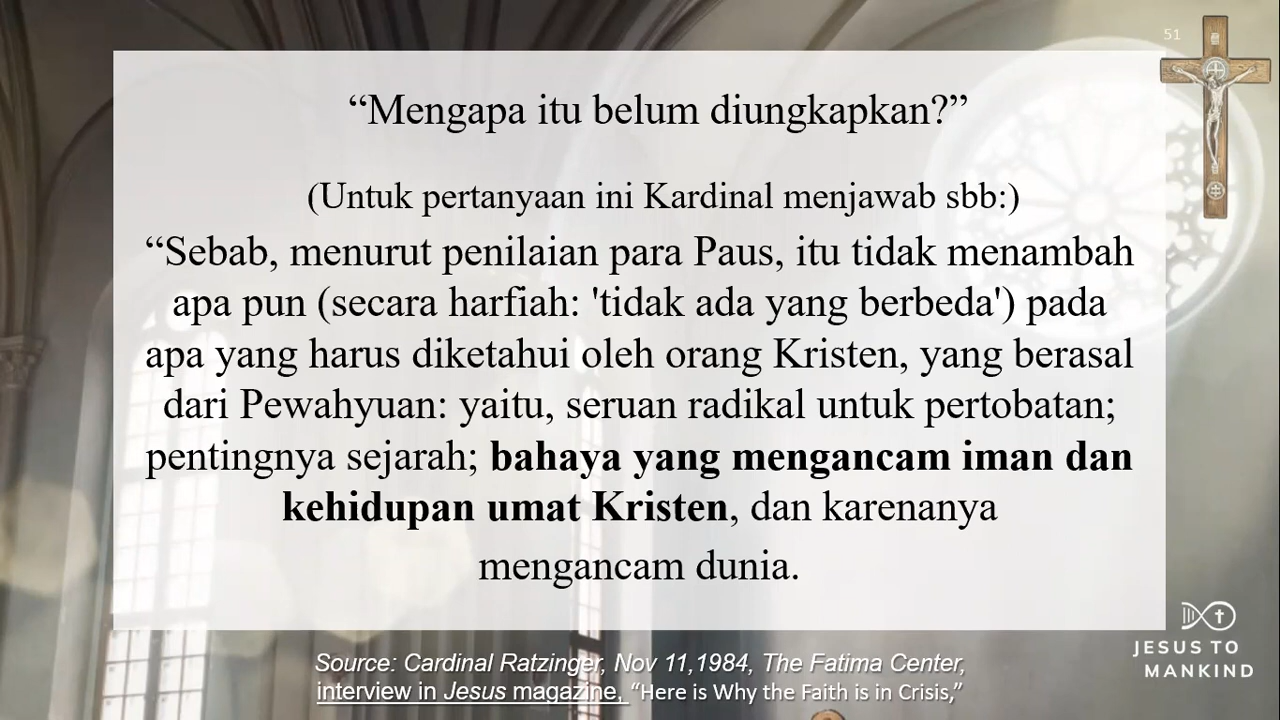 51
“Mengapa itu belum diungkapkan?”
(Untuk pertanyaan ini Kardinal menjawab sbb:)
“Sebab, menurut penilaian para Paus, itu tidak menambah
apa pun (secara harfiah: 'tidak ada yang berbeda') pada
apa yang harus diketahui oleh orang Kristen, yang berasal
dari Pewahyuan: yaitu, seruan radikal untuk pertobatan;
pentingnya sejarah; bahaya yang mengancam iman dan
kehidupan umat Kristen, dan karenanya
mengancam dunia.
JESUS TO
MANKIND
Source: Cardinal Ratzinger, Nov 11,1984, The Fatima Center,
interview in Jesus magazine, “Here is Why the Faith is in Crisis,”